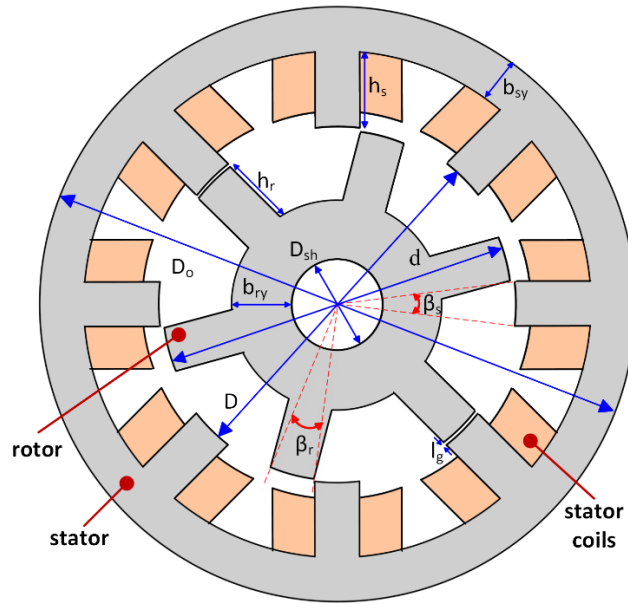 h_s
b_sy
h_r
D_sh
d
D_o
b_ry
β_s
D
rotor
β_r
l_g
stator
stator
coils